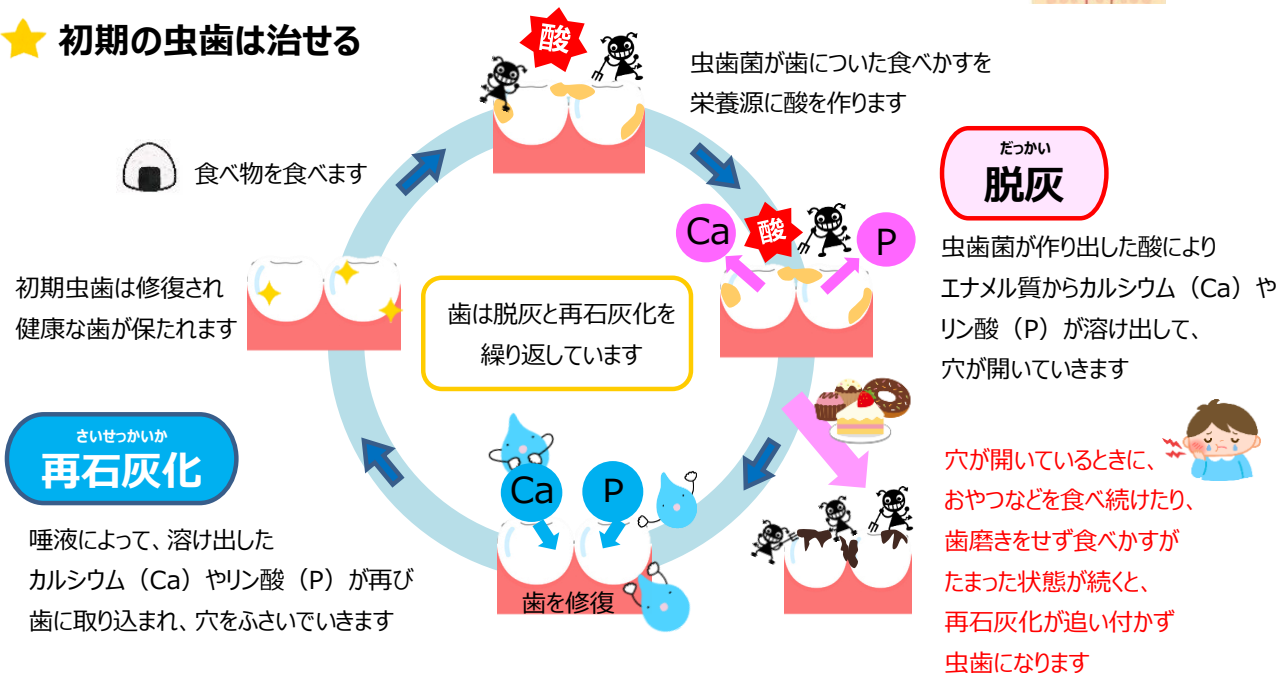 初期の虫歯は治せる
酸
虫歯菌が歯についた食べかすを
栄養源に酸を作ります
食べ物を食べます
だっかい
脱灰
Ca
酸
P
虫歯菌が作り出した酸により
エナメル質からカルシウム（Ca）や
リン酸（P）が溶け出して、
穴が開いていきます
初期虫歯は修復され
健康な歯が保たれます
歯は脱灰と再石灰化を
繰り返しています
さいせっかいか
再石灰化
唾液によって、溶け出した
カルシウム（Ca）やリン酸（P）が再び
歯に取り込まれ、穴をふさいでいきます
Ca
P
歯を修復
穴が開いているときに、
おやつなどを食べ続けたり、
歯磨きをせず食べかすが
たまった状態が続くと、
再石灰化が追い付かず
虫歯になります